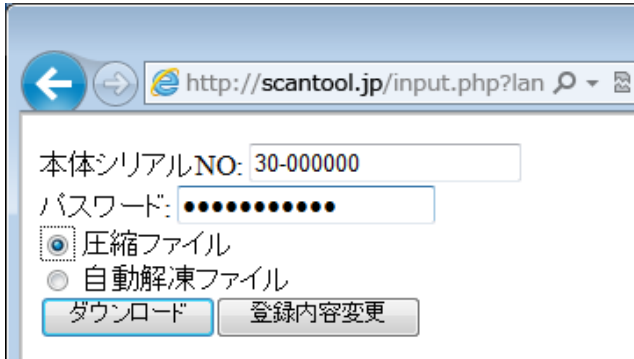 http://scantool.jp/input.php?lan
本体シリアルNO: 30-000000
パスワード: ●●●●●●●●●●●
圧縮ファイル
自動解凍ファイル
ダウンロード 登録内容変更